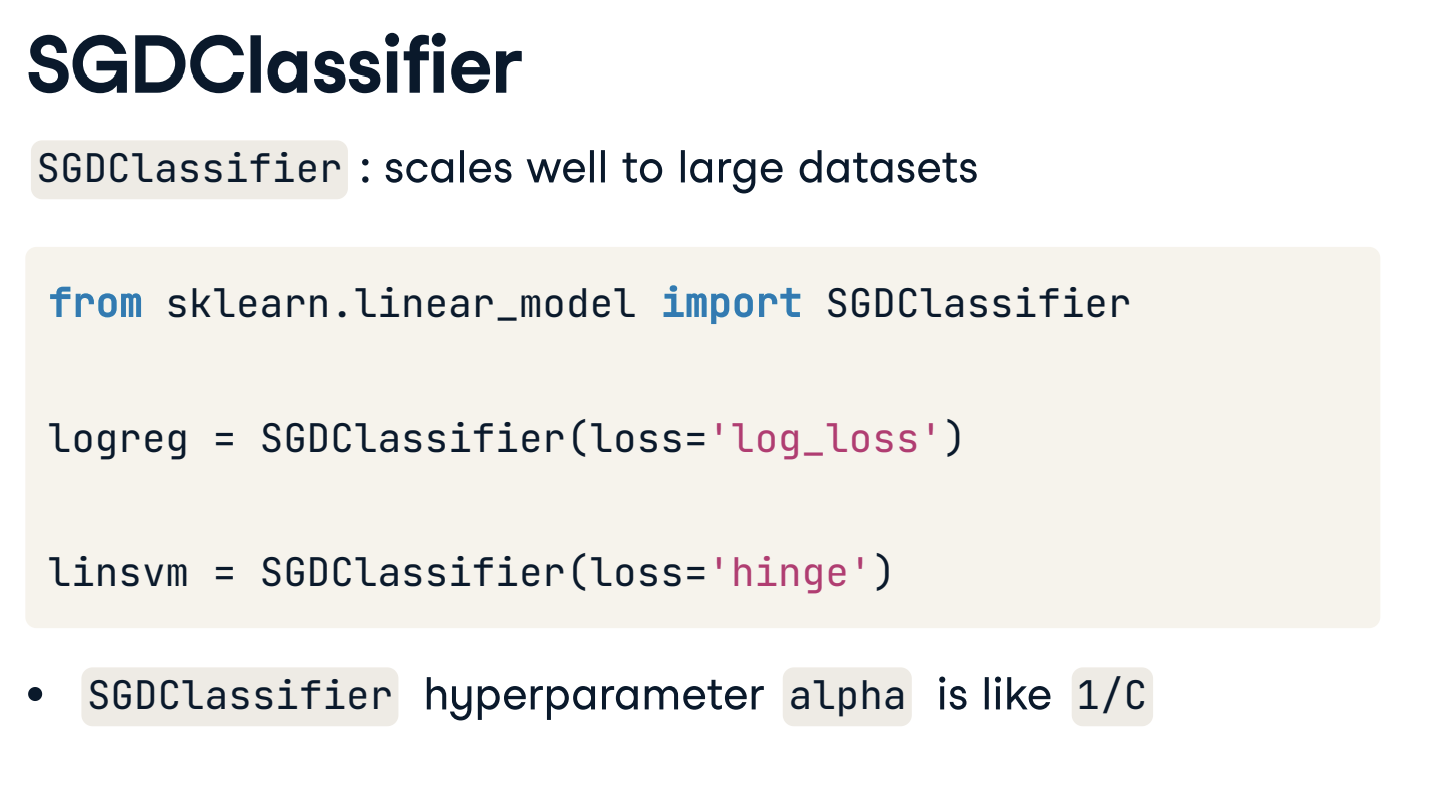 SGDClassifier
SGDClassifier : scales well to large datasets
from sklearn.linear_model import SGDClassifier
logreg = SGDClassifier(loss='log_loss')
linsvm = SGDClassifier(loss='hinge')
• SGDClassifier hyperparameter alpha is like 1/C